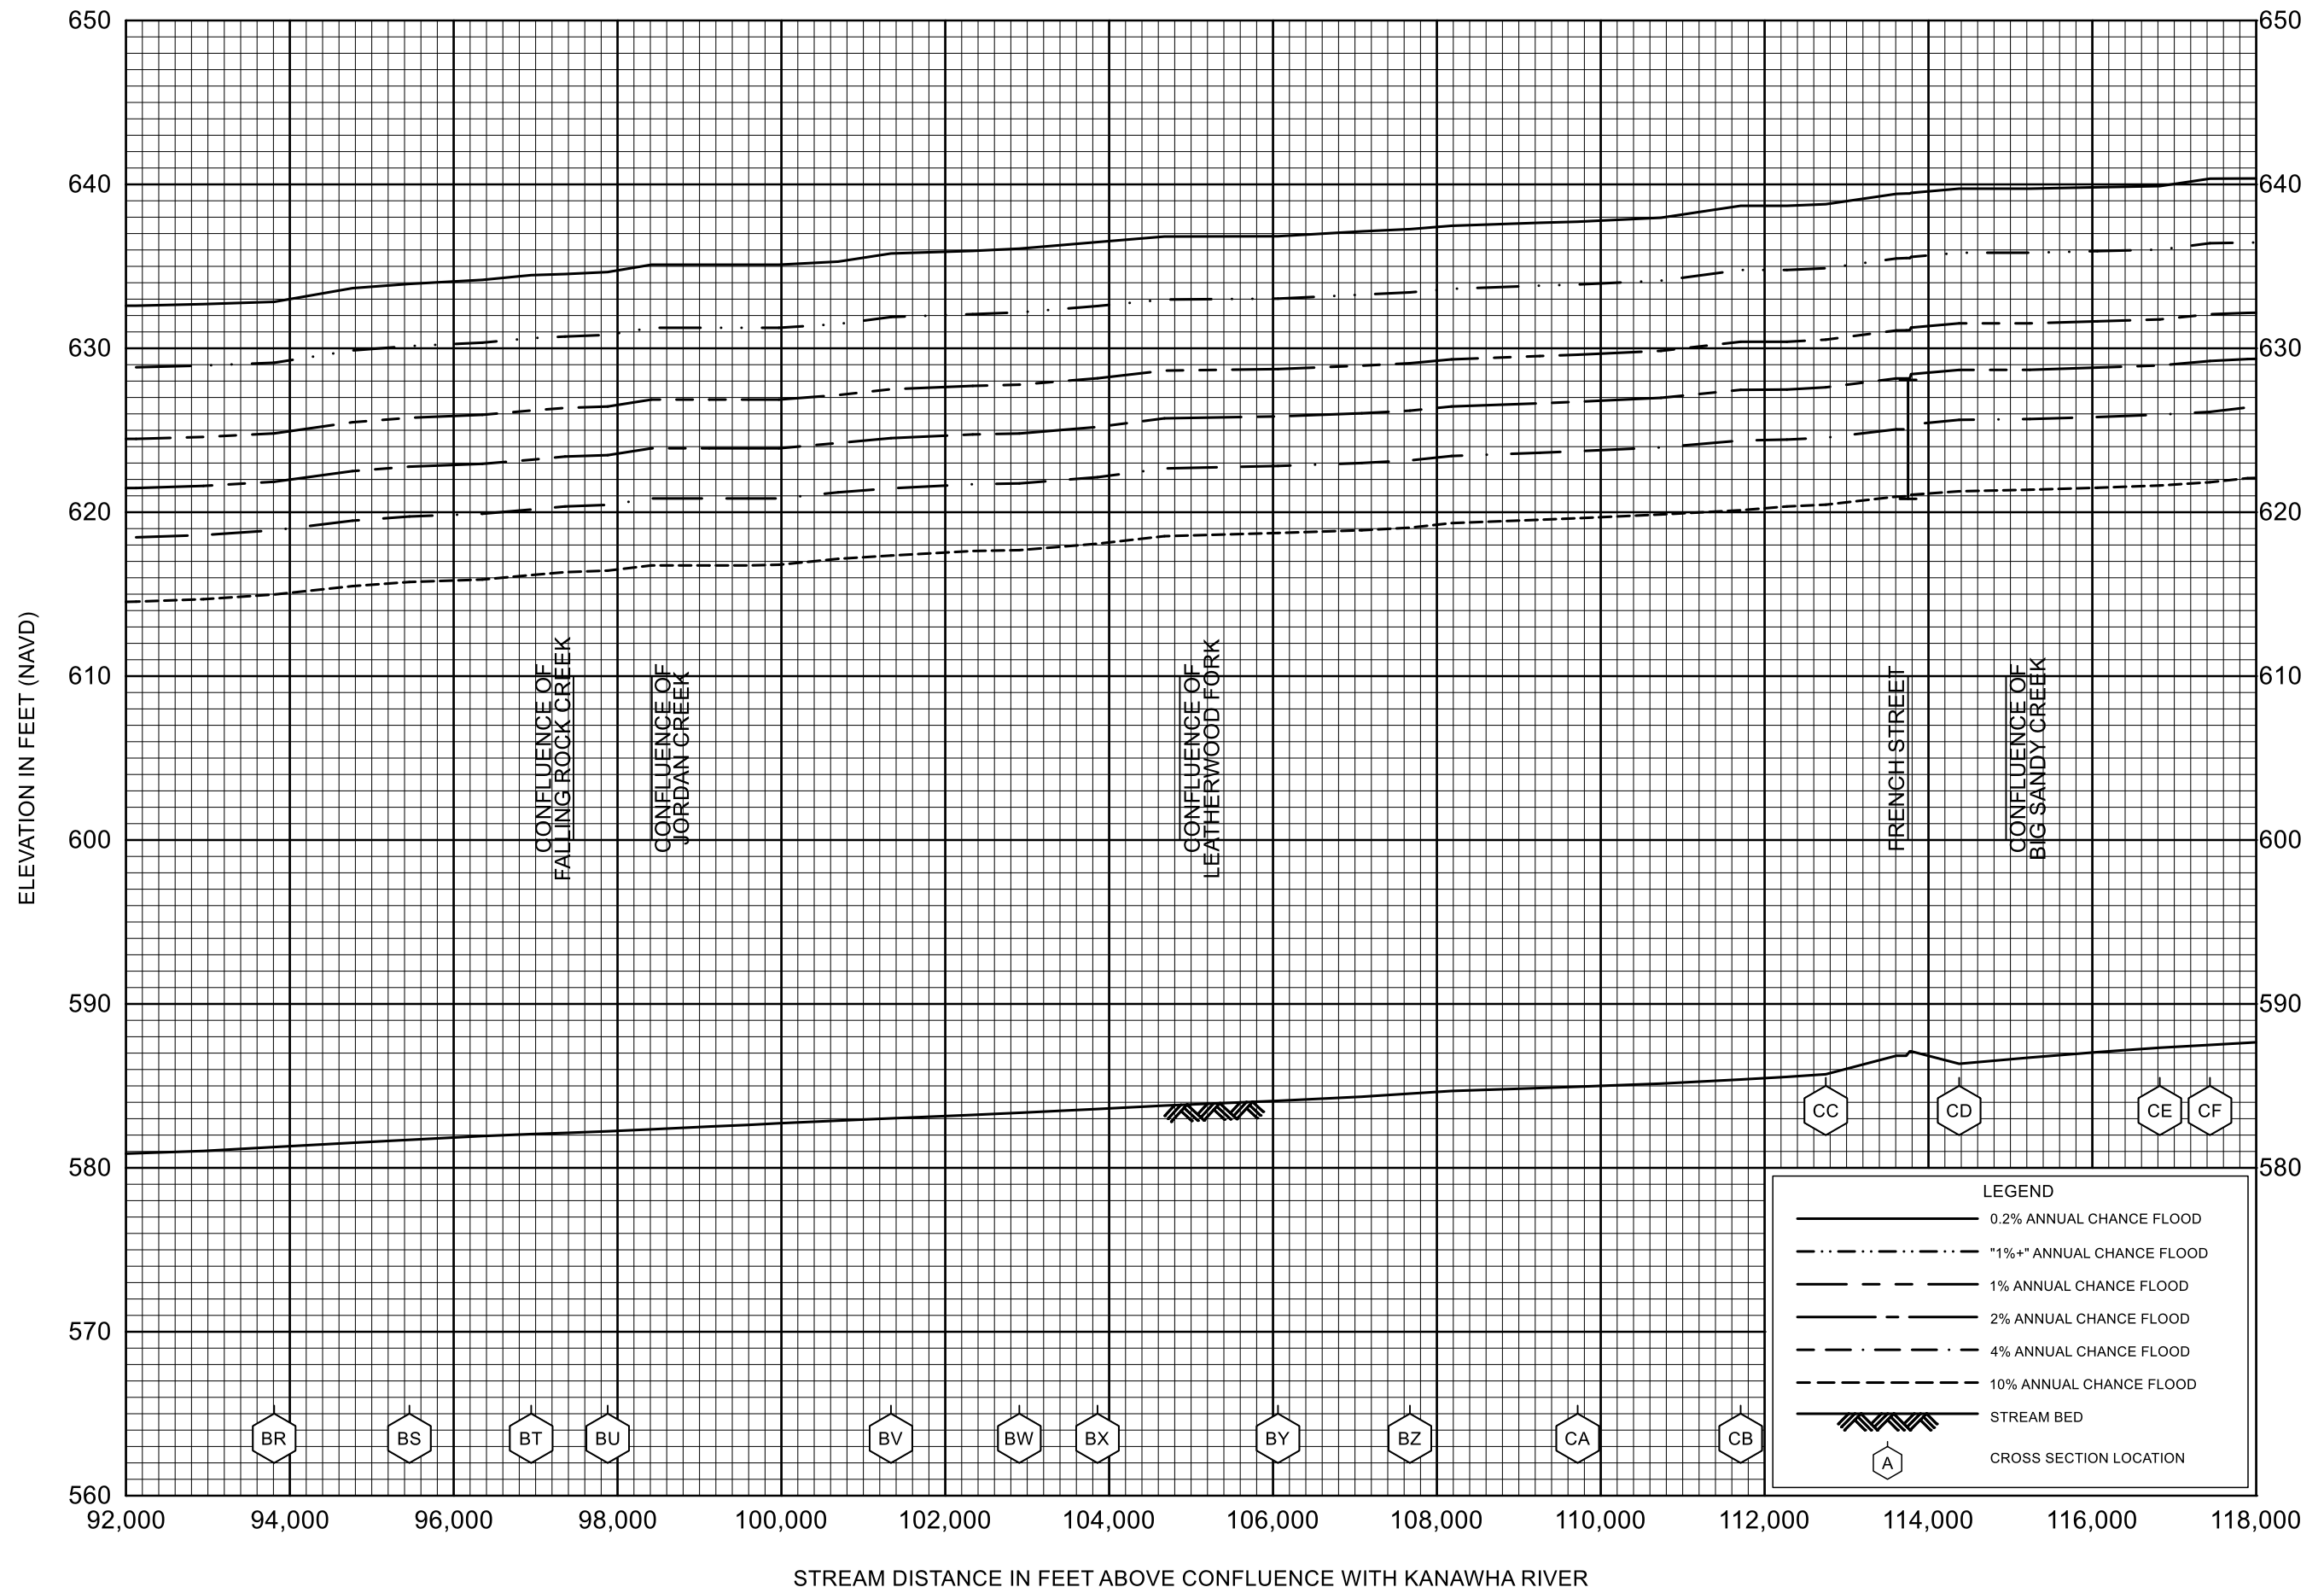 650
650
640
640
630
630
620
620
610
610
600
600
590
590
580
580
570
560
ELEVATION IN FEET (NAVD)
CONFLUENCE OF
FALLING ROCK CREEK
CONFLUENCE OF
JORDAN CREEK
CONFLUENCE OF
LEATHERWOOD FORK
FRENCH STREET
CONFLUENCE OF
BIG SANDY CREEK
CC
CD
CE
CF
BR
BS
BT
BU
BV
BW
BX
BY
BZ
CA
CB
LEGEND
0.2% ANNUAL CHANCE FLOOD
"1%+" ANNUAL CHANCE FLOOD
1% ANNUAL CHANCE FLOOD
2% ANNUAL CHANCE FLOOD
4% ANNUAL CHANCE FLOOD
10% ANNUAL CHANCE FLOOD
STREAM BED
A
CROSS SECTION LOCATION
92,000
94,000
96,000
98,000
100,000
102,000
104,000
106,000
108,000
110,000
112,000
114,000
116,000
118,000
STREAM DISTANCE IN FEET ABOVE CONFLUENCE WITH KANAWHA RIVER